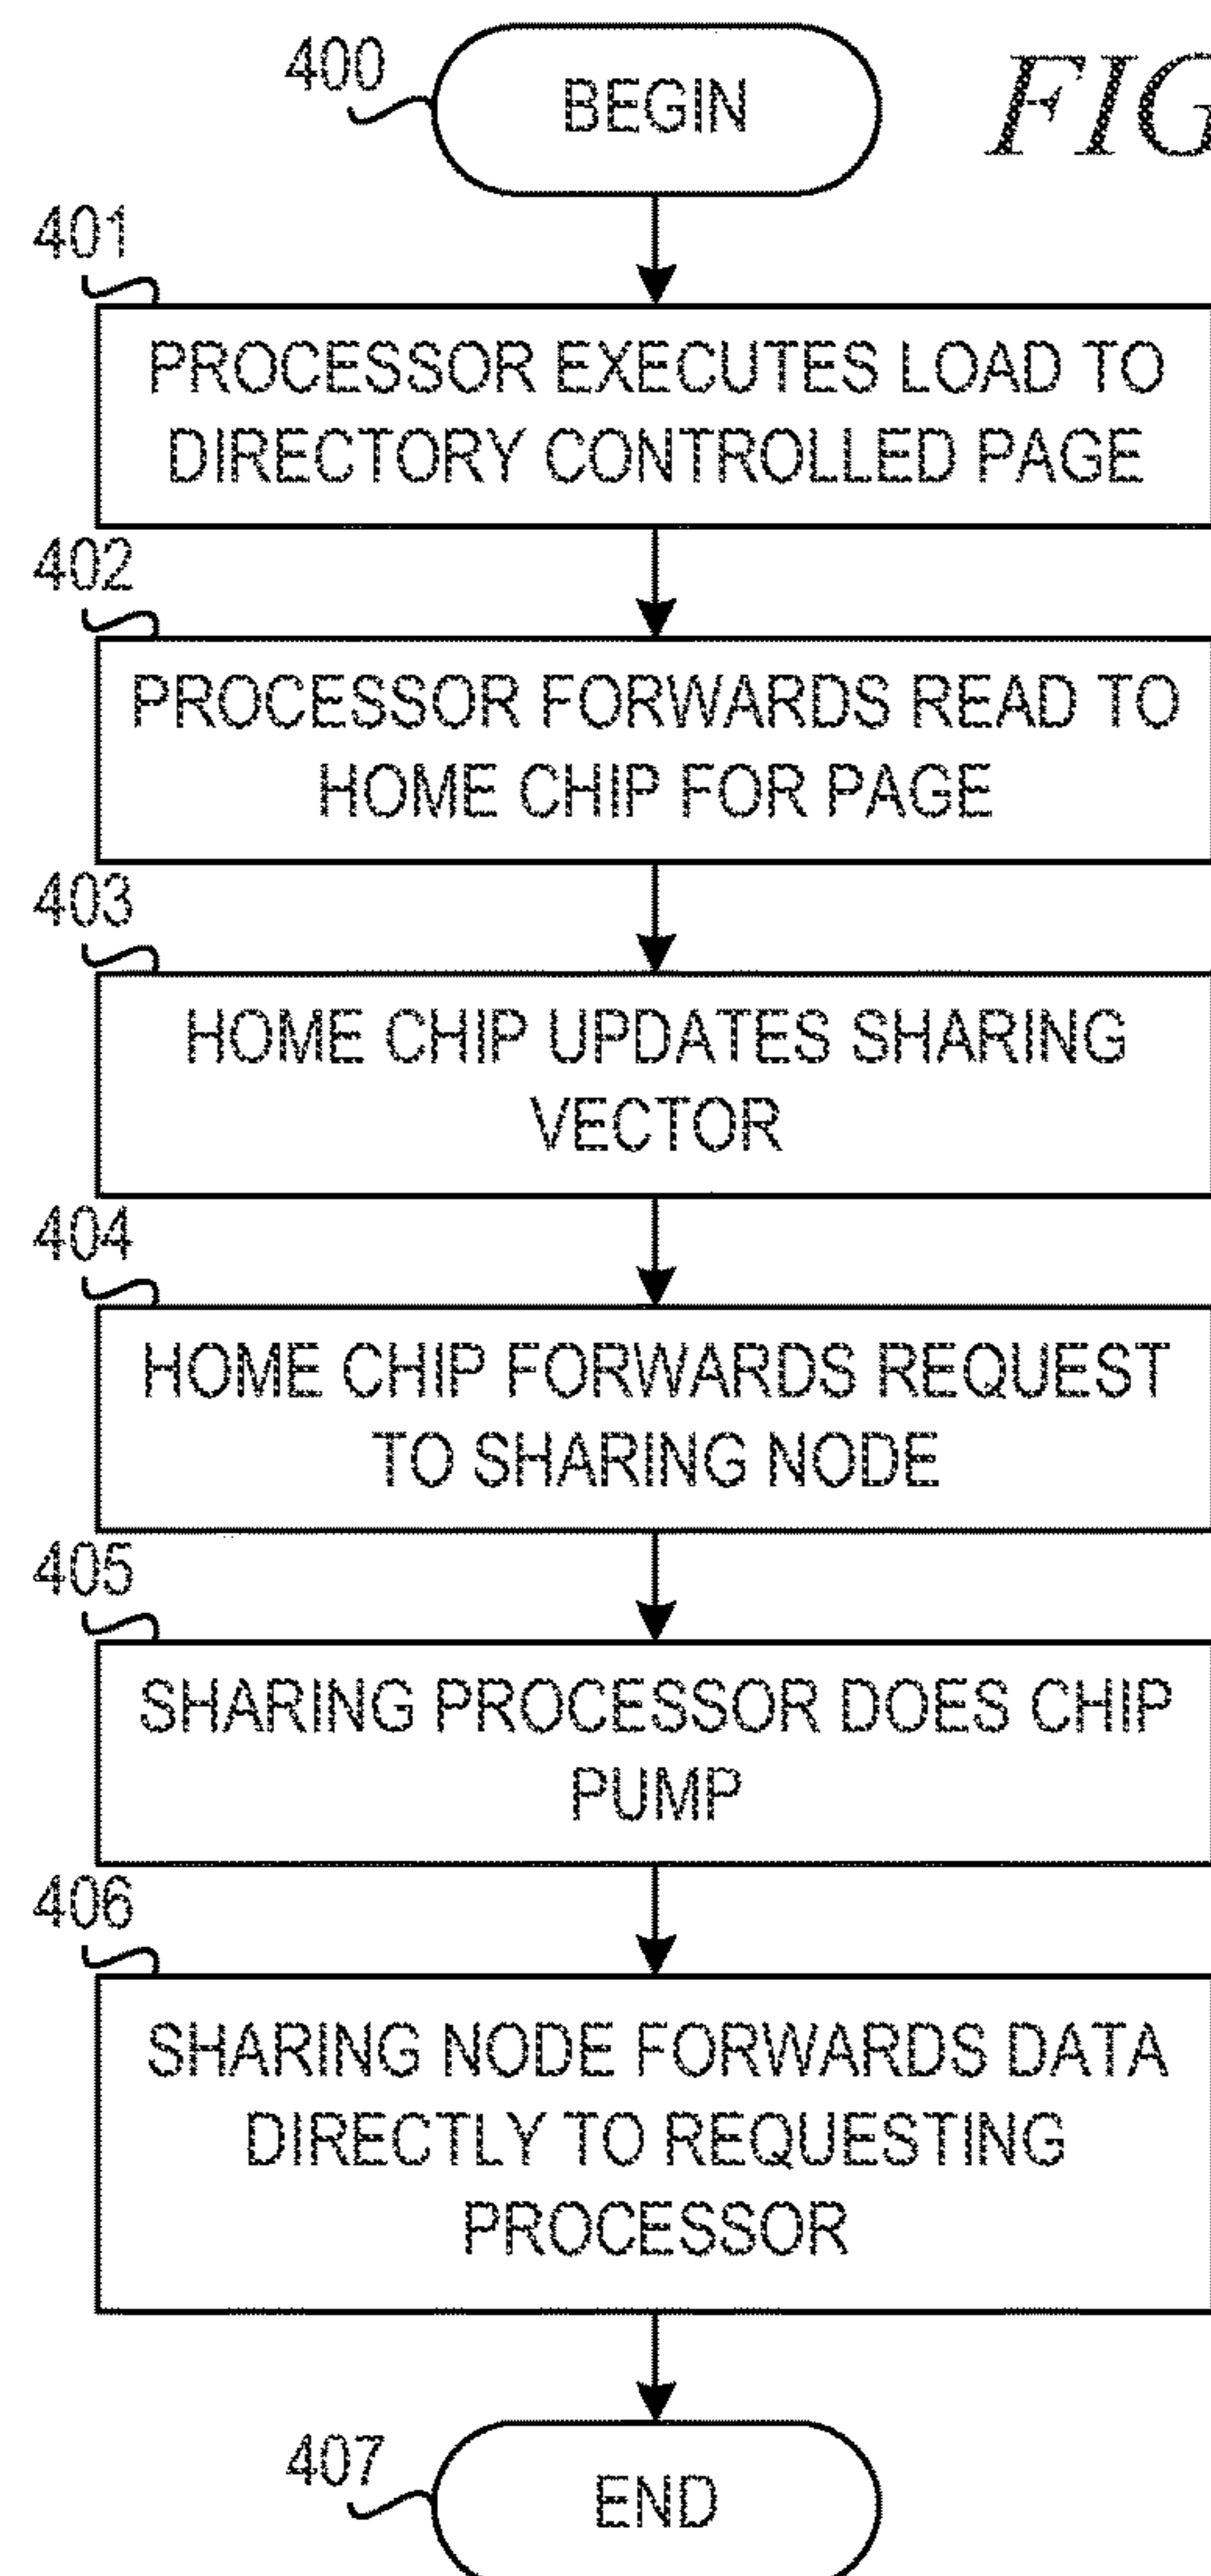 400
BEGIN
FIG
401
PROCESSOR EXECUTES LOAD TO
DIRECTORY CONTROLLED PAGE
402
PROCESSOR FORWARDS READ TO
HOME CHIP FOR PAGE
403
HOME CHIP UPDATES SHARING
VECTOR
404
HOME CHIP FORWARDS REQUEST
TO SHARING NODE
405
SHARING PROCESSOR DOES CHIP
PUMP
406
SHARING NODE FORWARDS DATA
DIRECTLY TO REQUESTING
PROCESSOR
407
END